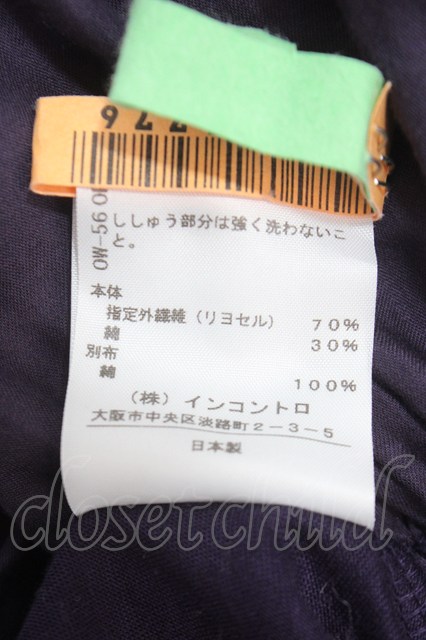 ししゅう部分は強く洗わないこ
と。
本体
指定外繊維（リヨセル） 70%
綿 30%
別布
綿 100%
（株）インコントロ
大阪市中央区淡路町2-3-5
日本製
closet child